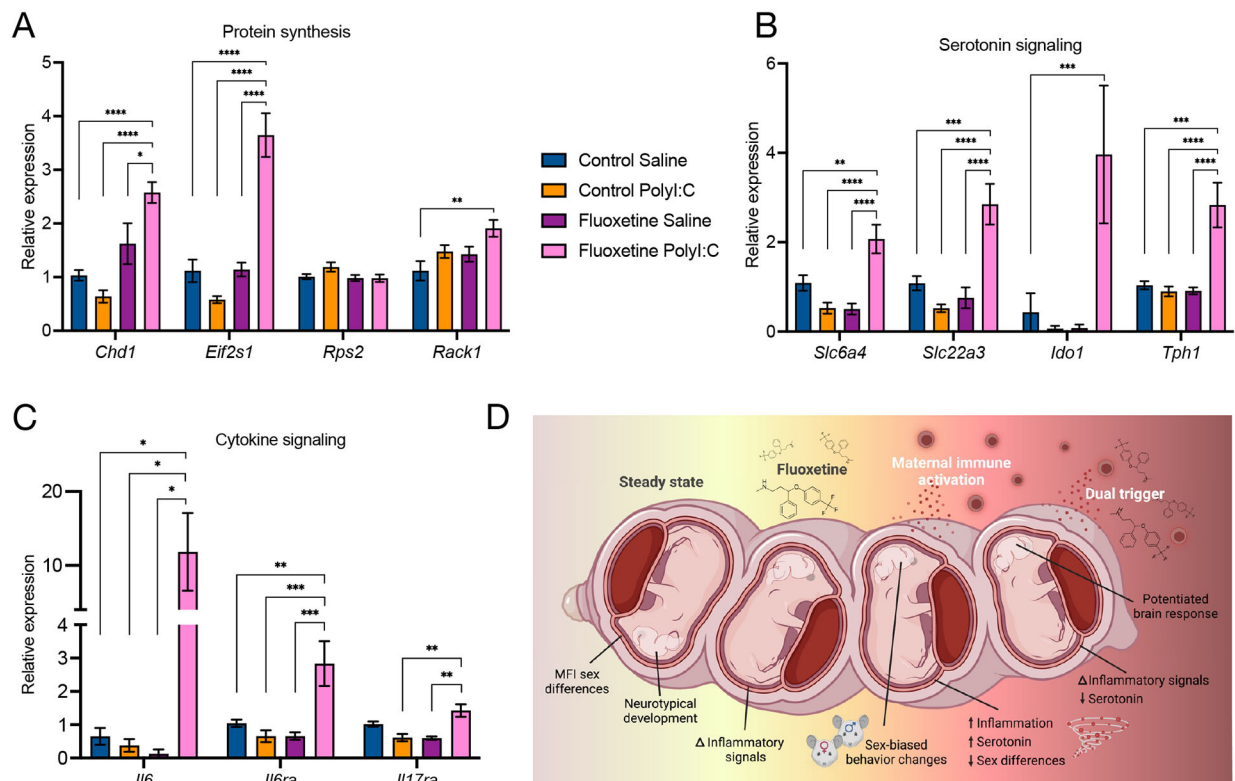 A
Protein synthesis
Relative expression
5
4
3
2
1
0
****
****
*
****
****
****
**
Chd1
Eif2s1
Rps2
Rack1
Control Saline
Control PolyI:C
Fluoxetine Saline
Fluoxetine PolyI:C
B
Serotonin signaling
Relative expression
6
4
2
0
**
****
****
***
****
****
***
***
****
****
Slc6a4
Slc22a3
Ido1
Tph1
C
Cytokine signaling
Relative expression
20
10
4
3
2
1
0
*
*
*
**
***
***
**
**
Il6
Il6ra
Il17ra
D
Steady state
Fluoxetine
Maternal immune
activation
Dual trigger
MFI sex
differences
Neurotypical
development
Δ Inflammatory
signals
Sex-biased
behavior changes
↑ Inflammation
↑ Serotonin
↓ Sex differences
Potentiated
brain response
Δ Inflammatory signals
↓ Serotonin